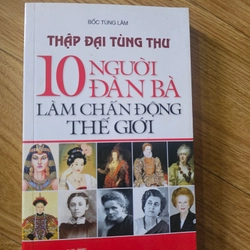 BỐC TÙNG LÂM
THẬP ĐẠI TÙNG THƯ
10 NGƯỜI
ĐÀN BÀ
LÀM CHẤN ĐỘNG
THẾ GIỚI